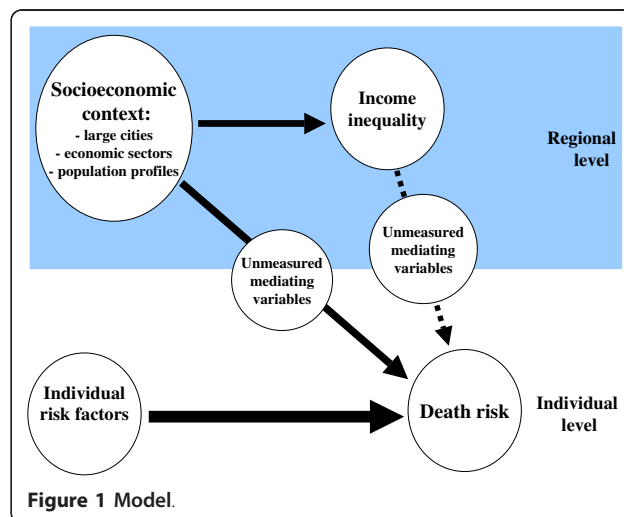 Socioeconomic
context:
- large cities
- economic sectors
- population profiles
Income
inequality
Regional
level
Unmeasured
mediating
variables
Unmeasured
mediating
variables
Individual
risk factors
Death risk
Individual
level
Figure 1 Model.